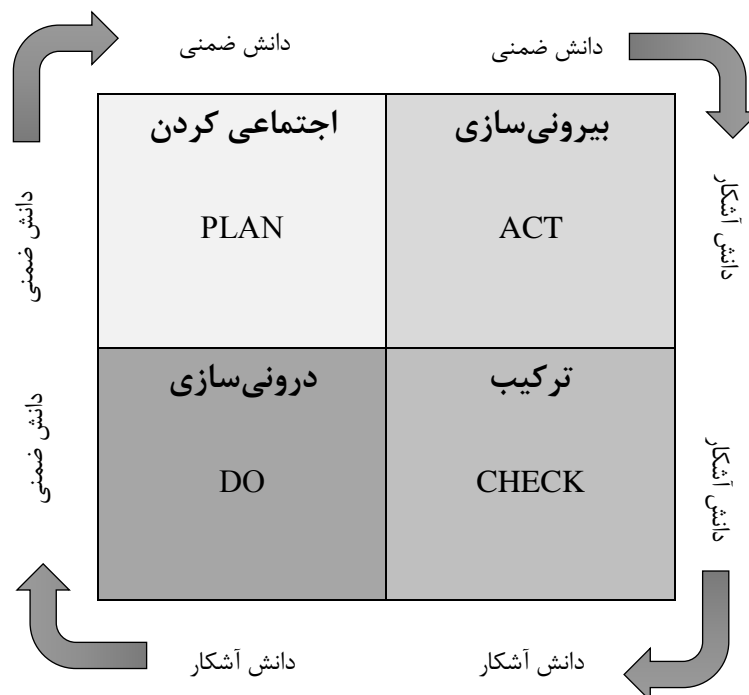 دانش ضمنی
دانش ضمنی
اجتماعی کردن
PLAN
بیرونی‌سازی
ACT
دانش ضمنی
دانش آشکار
درونی‌سازی
DO
ترکیب
CHECK
دانش ضمنی
دانش آشکار
دانش آشکار
دانش آشکار